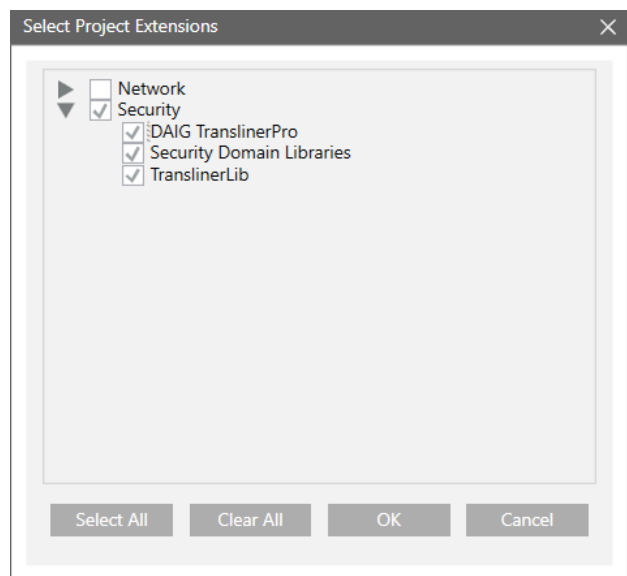 Select Project Extensions
Network
Security
DAIG TranslinerPro
Security Domain Libraries
TranslinerLib
Select All Clear All OK Cancel